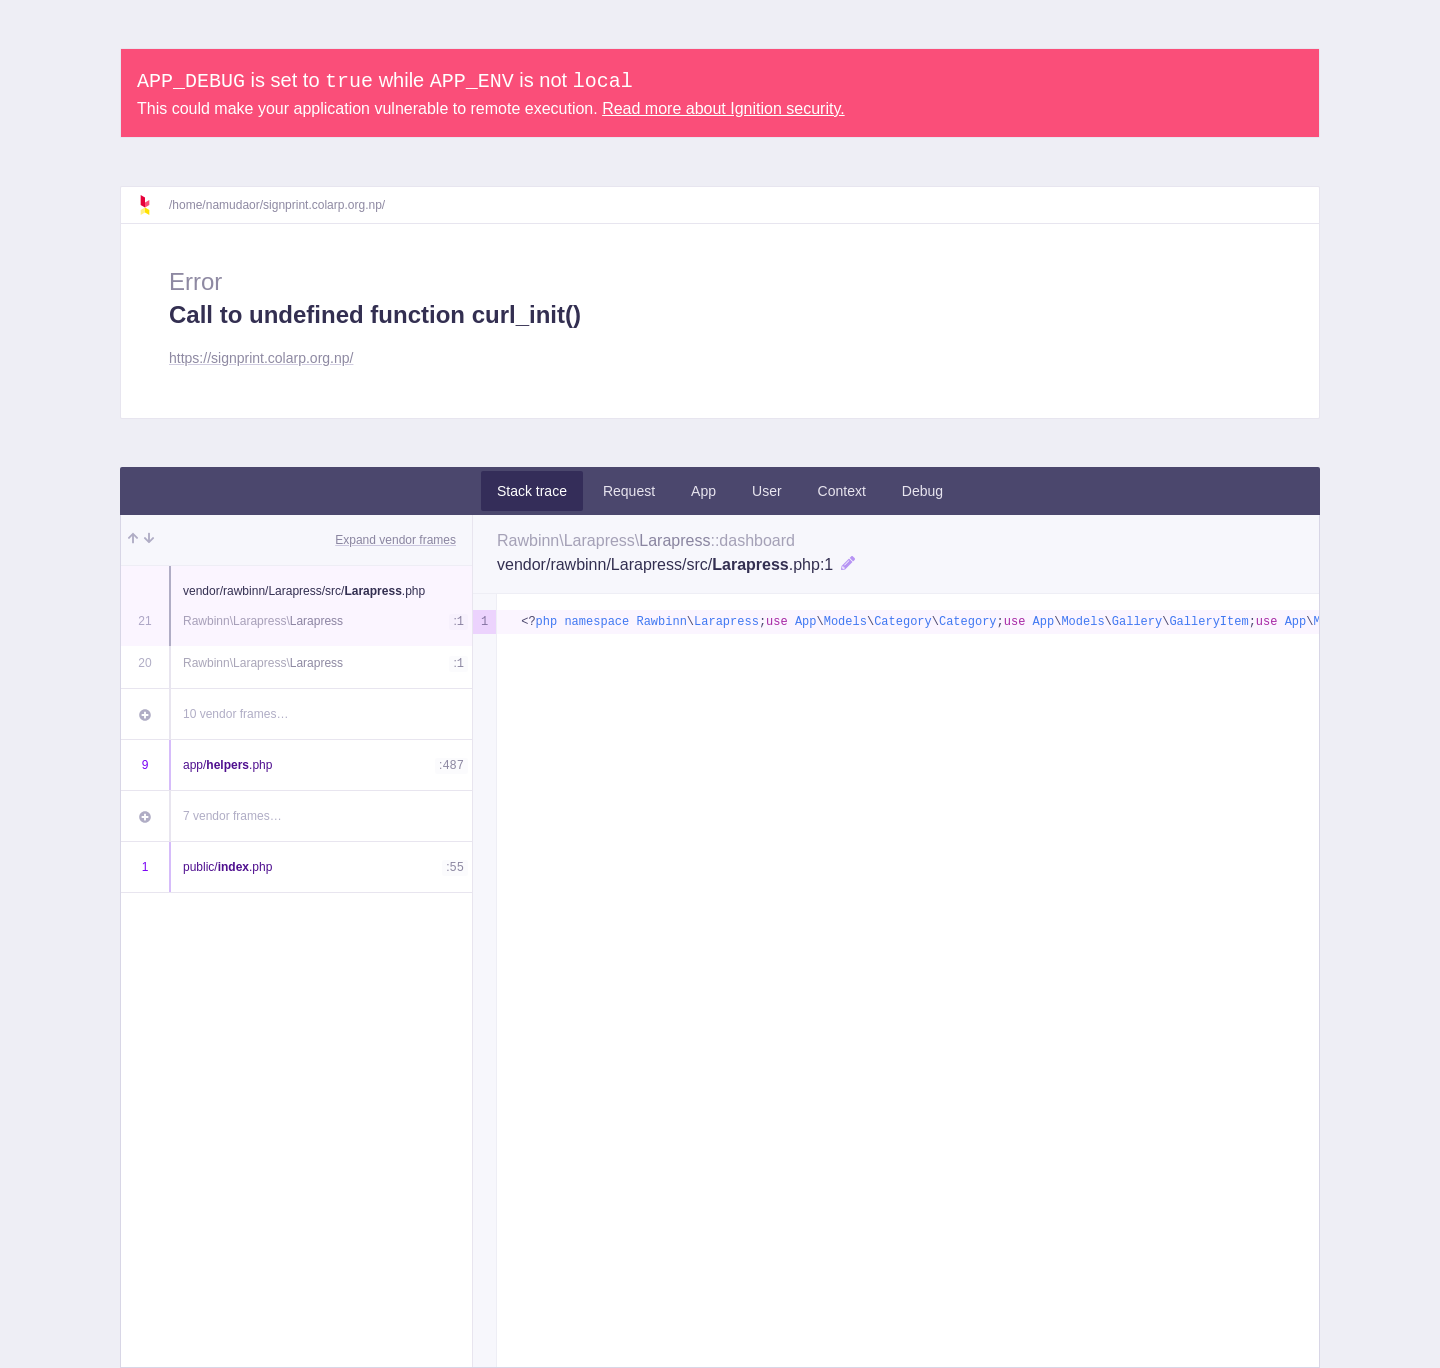 APP_DEBUG is set to true while APP_ENV is not local
This could make your application vulnerable to remote execution. Read more about Ignition security.
/home/namudaor/signprint.colarp.org.np/
Error
Call to undefined function curl_init()
https://signprint.colarp.org.np/
Stack trace Request App User Context Debug
Expand vendor frames
vendor/rawbinn/Larapress/src/Larapress.php
21 Rawbinn\Larapress\Larapress :1
20 Rawbinn\Larapress\Larapress :1
10 vendor frames…
9 app/helpers.php :487
7 vendor frames…
1 public/index.php :55
Rawbinn\Larapress\Larapress::dashboard
vendor/rawbinn/Larapress/src/Larapress.php:1
1 <?php namespace Rawbinn\Larapress;use App\Models\Category\Category;use App\Models\Gallery\GalleryItem;use App\